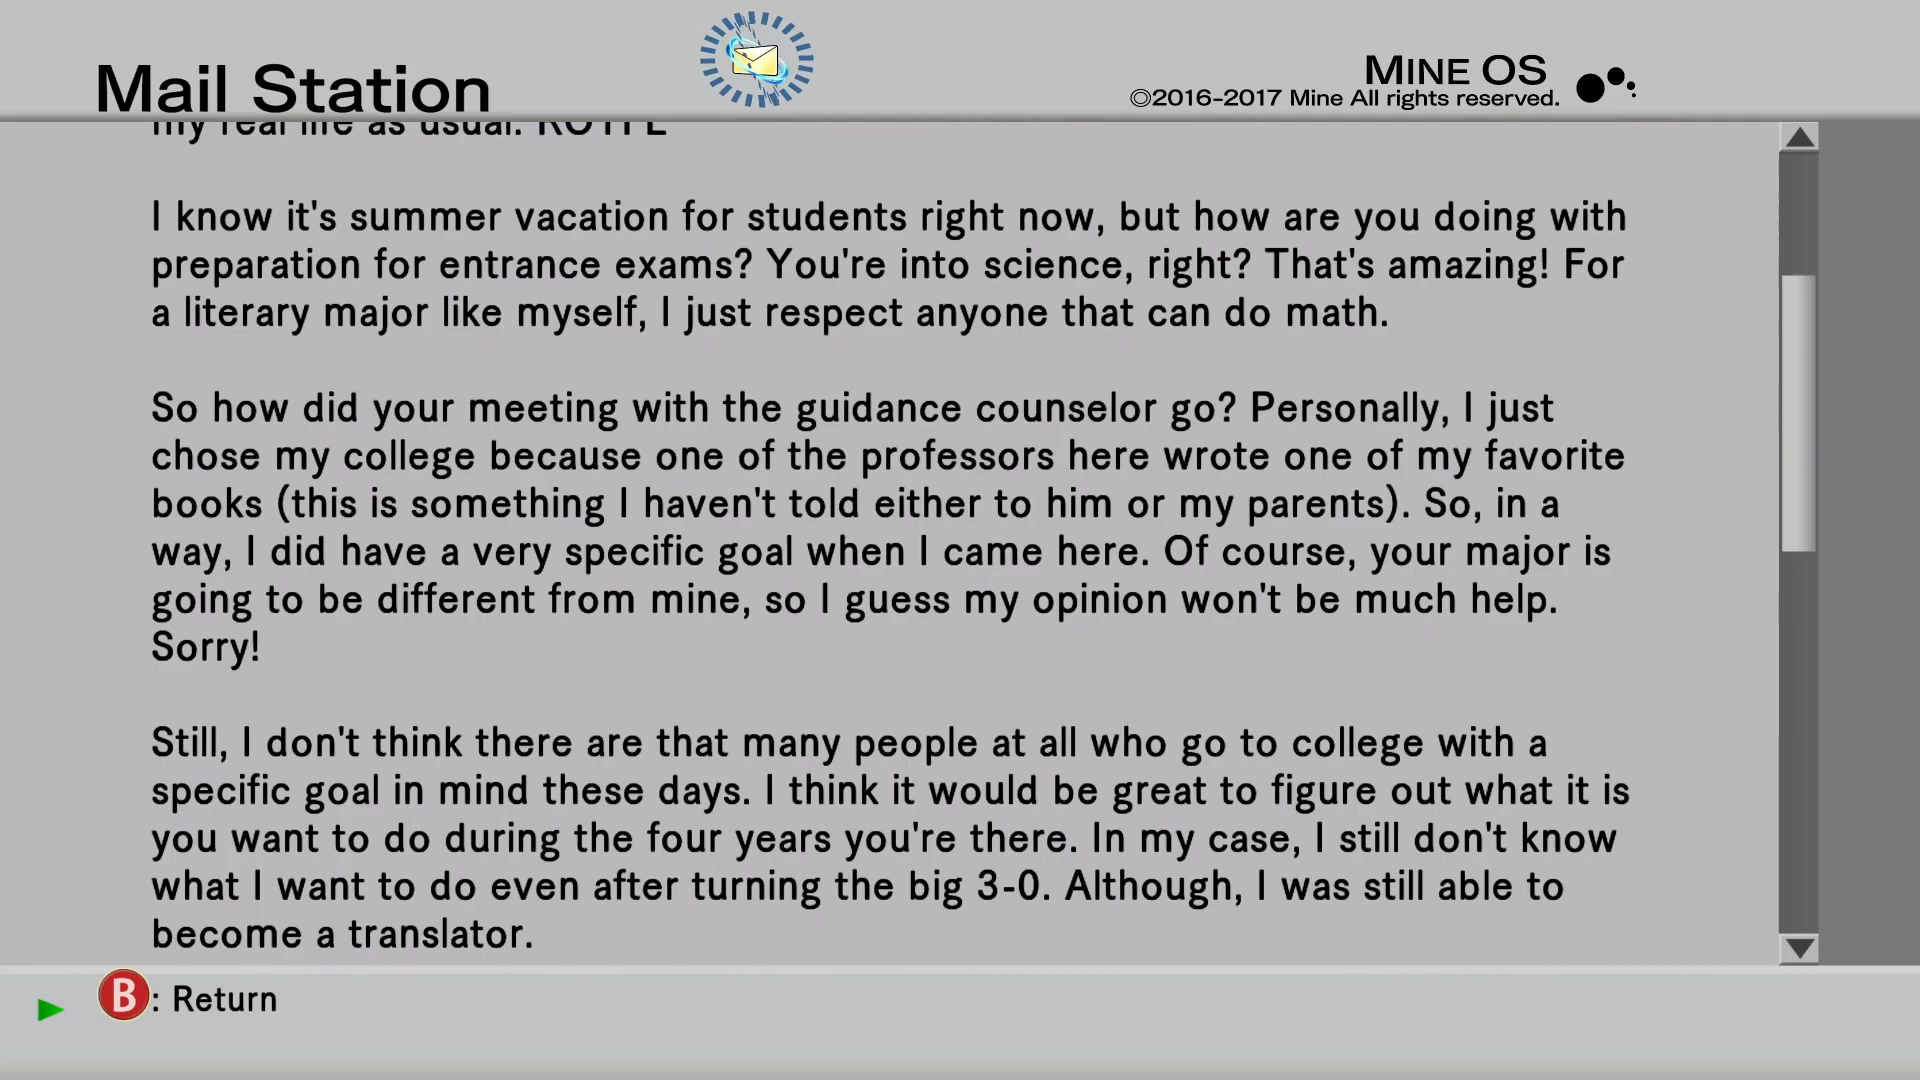 Mail Station
MINE OS
©2016-2017 Mine All rights reserved.
my real life as usual. ROTFL
I know it's summer vacation for students right now, but how are you doing with
preparation for entrance exams? You're into science, right? That's amazing! For
a literary major like myself, I just respect anyone that can do math.
So how did your meeting with the guidance counselor go? Personally, I just
chose my college because one of the professors here wrote one of my favorite
books (this is something I haven't told either to him or my parents). So, in a
way, I did have a very specific goal when I came here. Of course, your major is
going to be different from mine, so I guess my opinion won't be much help.
Sorry!
Still, I don't think there are that many people at all who go to college with a
specific goal in mind these days. I think it would be great to figure out what it is
you want to do during the four years you're there. In my case, I still don't know
what I want to do even after turning the big 3-0. Although, I was still able to
become a translator.
B: Return